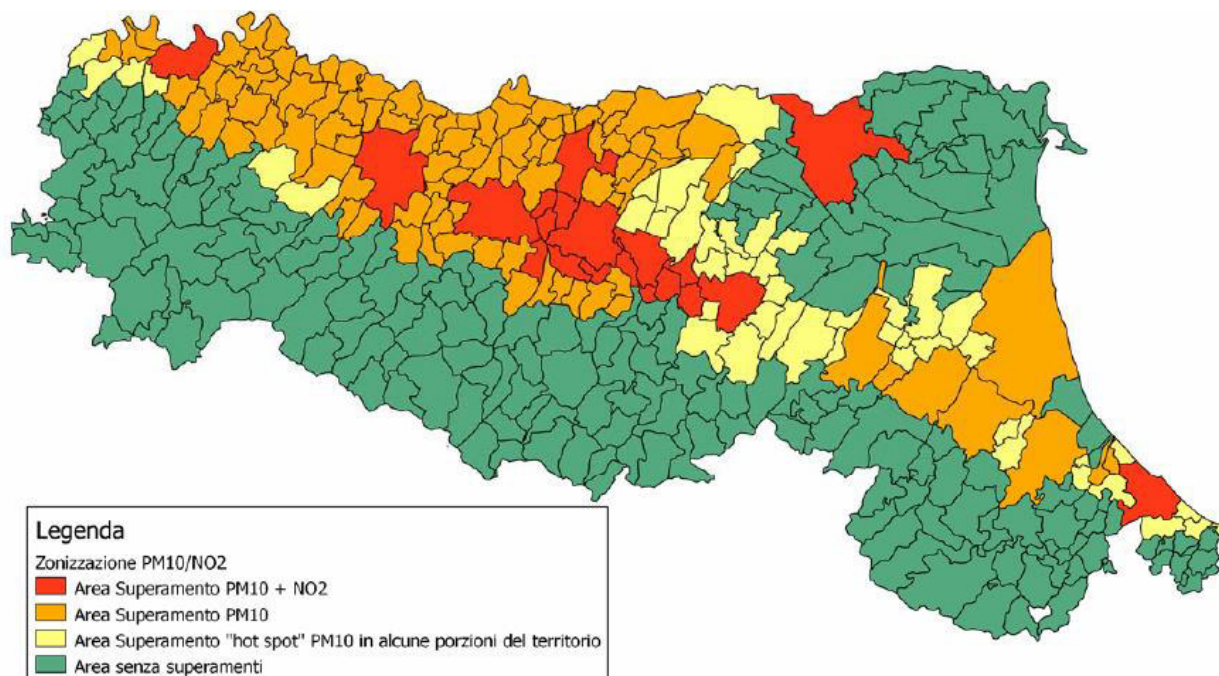 Legenda
Zonizzazione PM10/NO2
Area Superamento PM10 + NO2
Area Superamento PM10
Area Superamento "hot spot" PM10 in alcune porzioni del territorio
Area senza superamenti